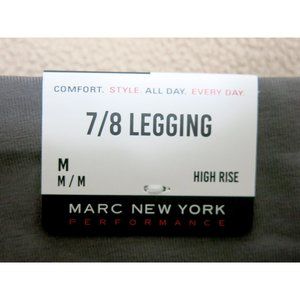 COMFORT. STYLE. ALL DAY. EVERY DAY.
7/8 LEGGING
M
M / M
HIGH RISE
MARC NEW YORK
PERFORMANCE